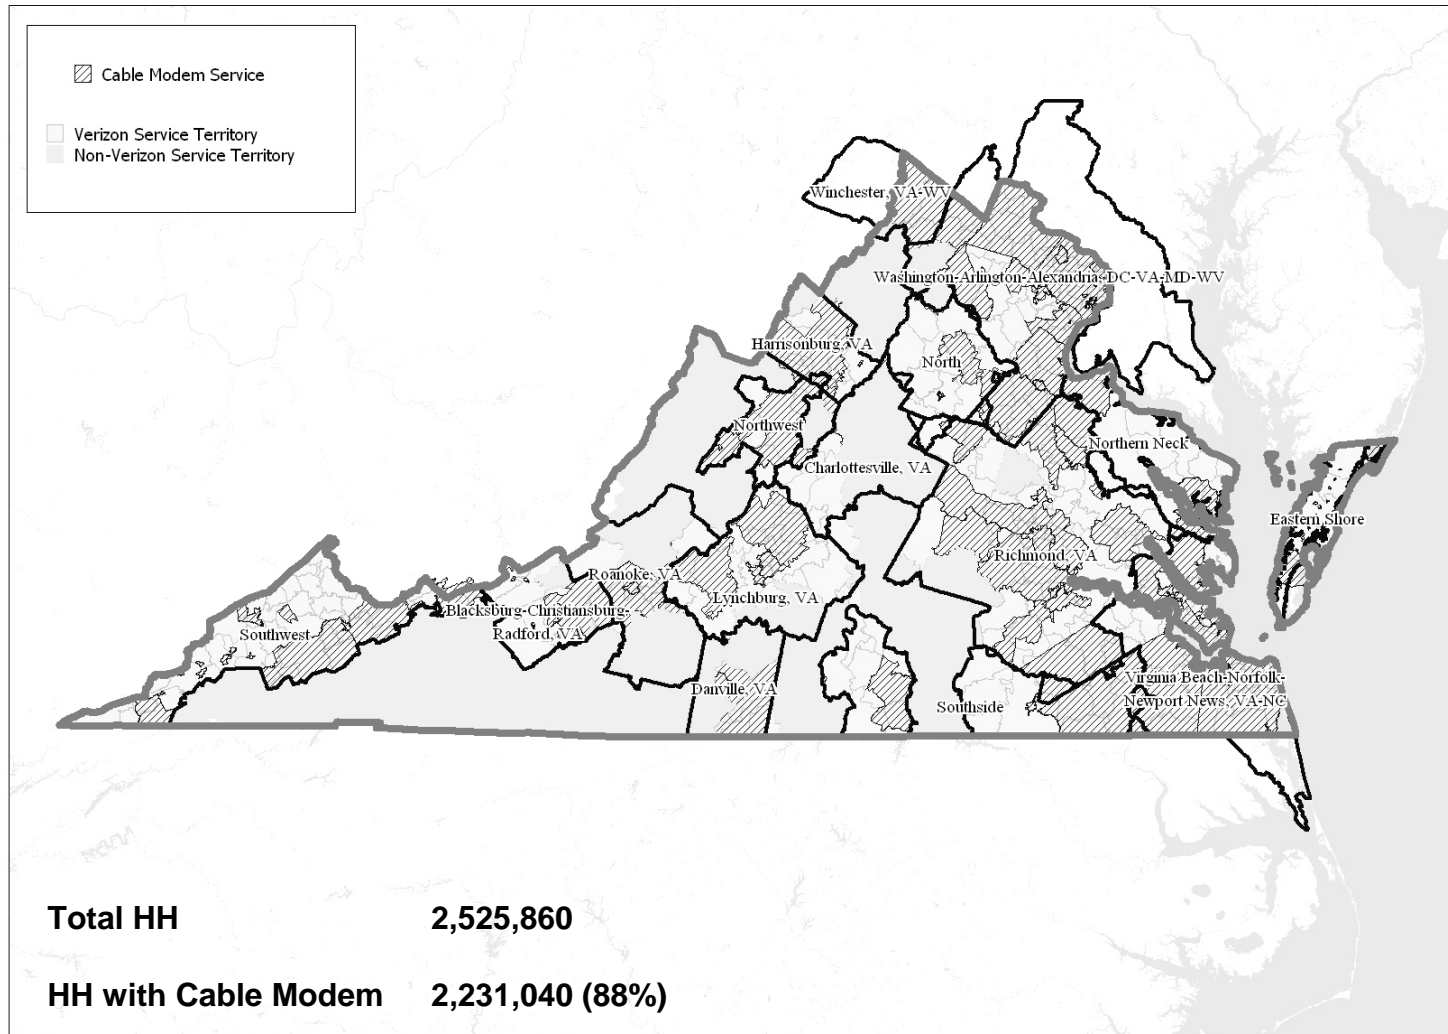 Cable Modem Service
Verizon Service Territory
Non-Verizon Service Territory
Winchester, VA-WV
Washington-Arlington-Alexandria, DC-VA-MD-WV
Harrisonburg, VA
North
Northwest
Northern Neck
Charlottesville, VA
Eastern Shore
Richmond, VA
Roanoke, VA
Lynchburg, VA
Blacksburg-Christiansburg-
Radford, VA
Southwest
Danville, VA
Southside
Virginia Beach-Norfolk-
Newport News, VA-NC
Total HH 2,525,860
HH with Cable Modem 2,231,040 (88%)